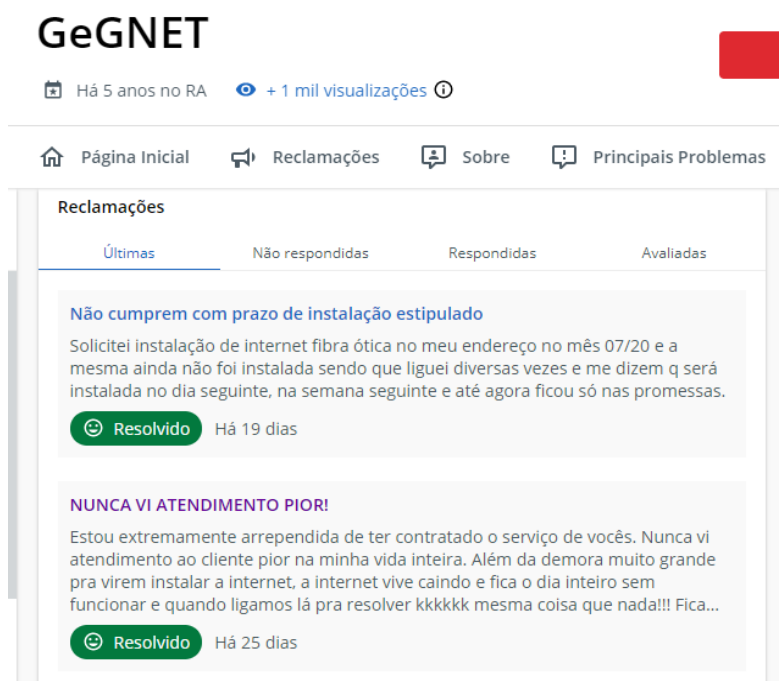 GeGNET
Há 5 anos no RA + 1 mil visualizações
Página Inicial Reclamações Sobre Principais Problemas
Reclamações
Últimas Não respondidas Respondidas Avaliadas
Não cumprem com prazo de instalação estipulado
Solicitei instalação de internet fibra ótica no meu endereço no mês 07/20 e a
mesma ainda não foi instalada sendo que liguei diversas vezes e me dizem q será
instalada no dia seguinte, na semana seguinte e até agora ficou só nas promessas.
Resolvido Há 19 dias
NUNCA VI ATENDIMENTO PIOR!
Estou extremamente arrependida de ter contratado o serviço de vocês. Nunca vi
atendimento ao cliente pior na minha vida inteira. Além da demora muito grande
pra virem instalar a internet, a internet vive caindo e fica o dia inteiro sem
funcionar e quando ligamos lá pra resolver kkkkkk mesma coisa que nada!!! Fica...
Resolvido Há 25 dias